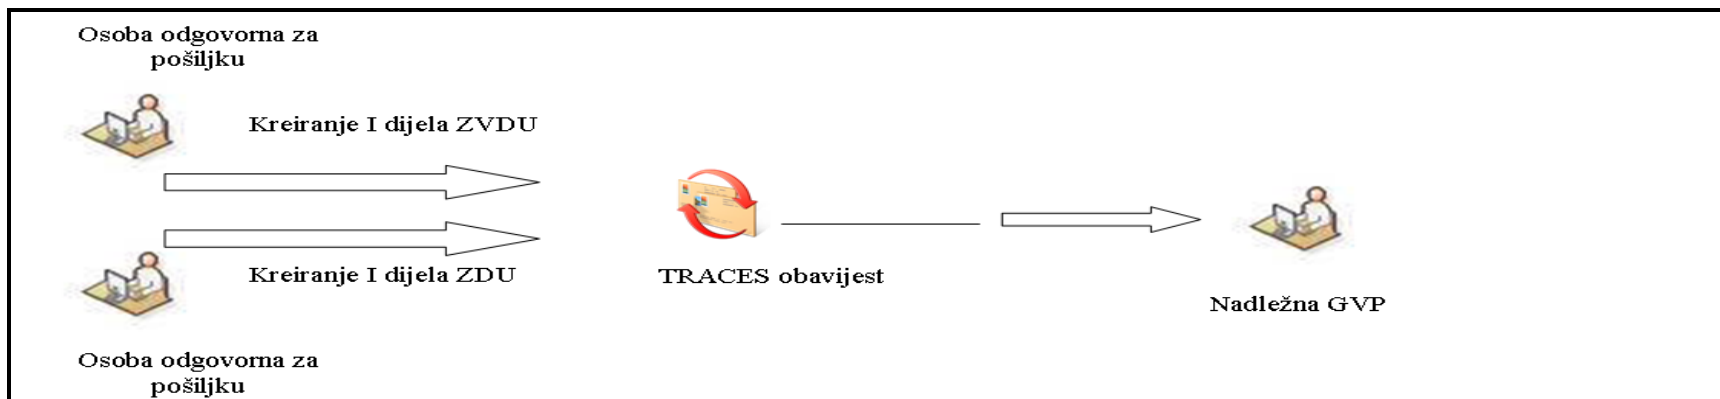 Osoba odgovorna za
pošiljku
Kreiranje I dijela ZVDU
Kreiranje I dijela ZDU
TRACES obavijest
Nadležna GVP
Osoba odgovorna za
pošiljku